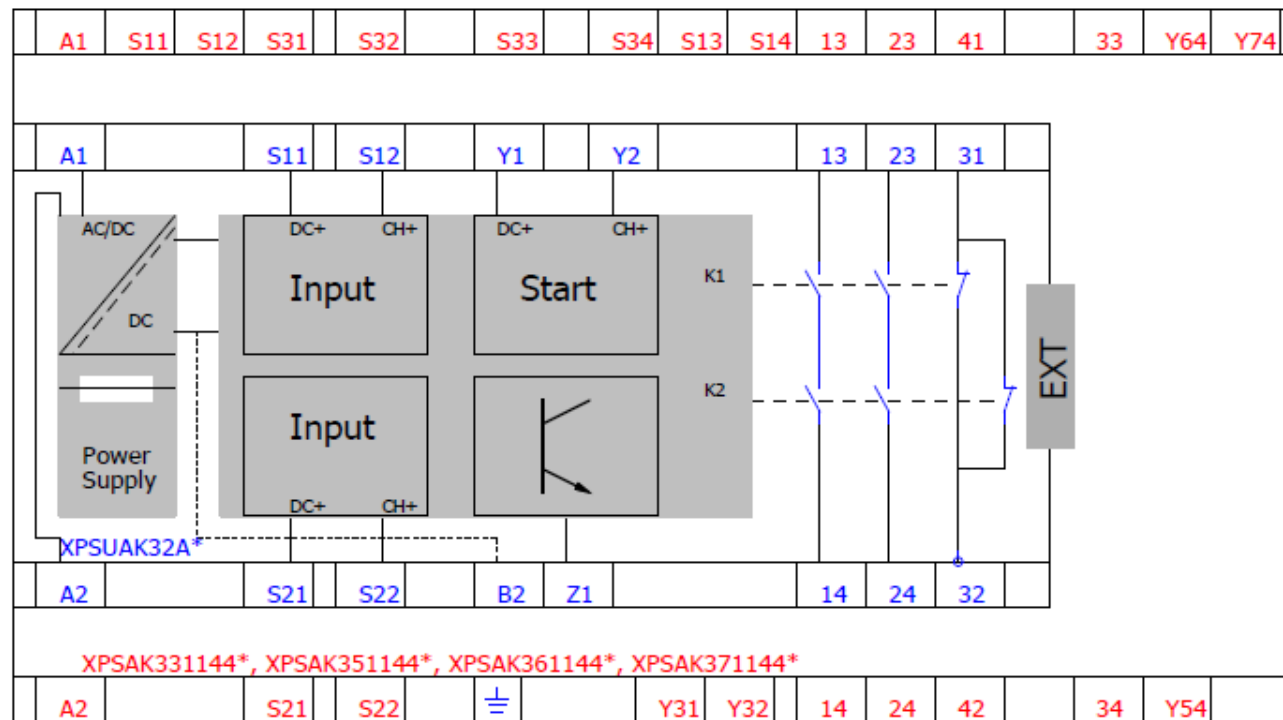 A1 S11 S12 S31 S32 S33 S34 S13 S14 13 23 41 33 Y64 Y74
A1 S11 S12 Y1 Y2 13 23 31
AC/DC DC+ CH+ DC+ CH+
K1
Input Start
DC
EXT
K2
Input
Power
Supply
DC+ CH+
XPSUAK32A*
A2 S21 S22 B2 Z1 14 24 32
XPSAK331144*, XPSAK351144*, XPSAK361144*, XPSAK371144*
A2 S21 S22 Y31 Y32 14 24 42 34 Y54